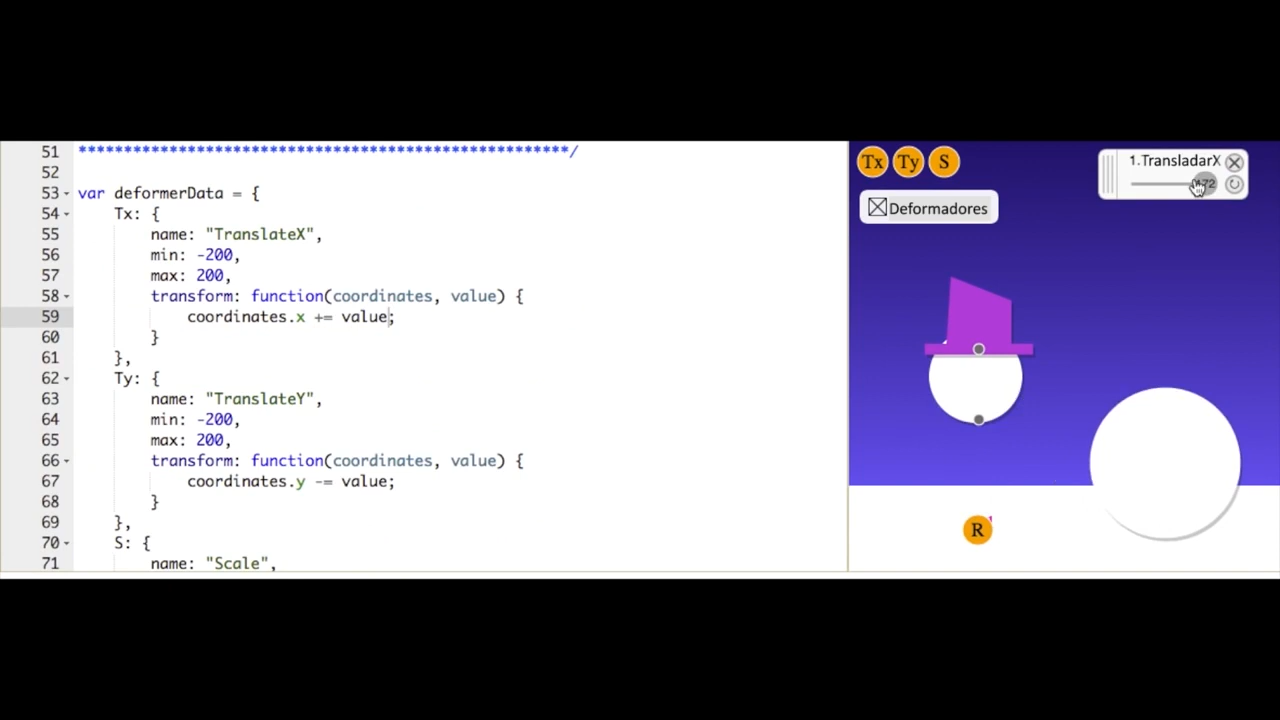 51 ******************************************************/
52
53 var deformerData = {
54 Tx: {
55 name: "TranslateX",
56 min: -200,
57 max: 200,
58 transform: function(coordinates, value) {
59 coordinates.x += value;
60 }
61 },
62 Ty: {
63 name: "TranslateY",
64 min: -200,
65 max: 200,
66 transform: function(coordinates, value) {
67 coordinates.y -= value;
68 }
69 },
70 S: {
71 name: "Scale",
Tx Ty S
1.TransladarX
Deformadores
R